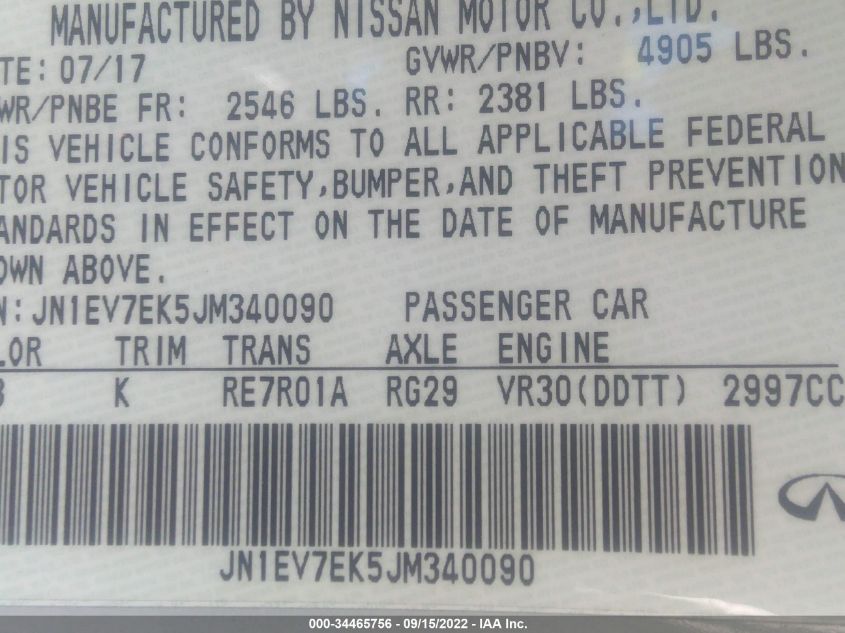 MANUFACTURED BY NISSAN MOTOR CO.,LTD.
TE: 07/17 GVWR/PNBV: 4905 LBS.
WR/PNBE FR: 2546 LBS. RR: 2381 LBS.
IS VEHICLE CONFORMS TO ALL APPLICABLE FEDERAL
TOR VEHICLE SAFETY,BUMPER,AND THEFT PREVENTION
ANDARDS IN EFFECT ON THE DATE OF MANUFACTURE
OWN ABOVE.
N: JN1EV7EK5JM340090 PASSENGER CAR
LOR TRIM TRANS AXLE ENGINE
K RE7R01A RG29 VR30(DDTT) 2997CC
JN1EV7EK5JM340090
000-34465756 - 09/15/2022 - IAA Inc.